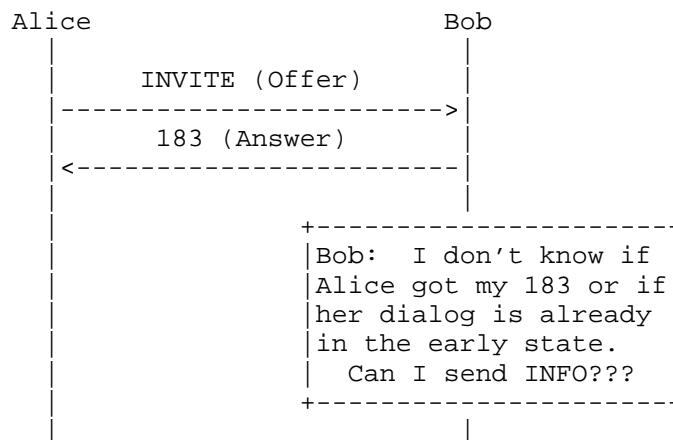 Alice Bob
INVITE (Offer)
183 (Answer)
Bob: I don't know if
Alice got my 183 or if
her dialog is already
in the early state.
Can I send INFO???